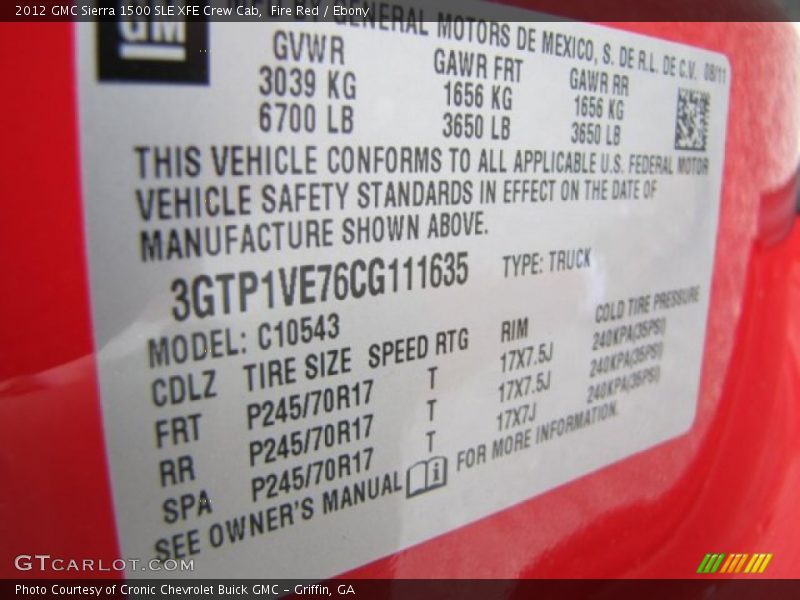 2012 GMC Sierra 1500 SLE XFE Crew Cab, Fire Red / Ebony
GM
GENERAL MOTORS DE MEXICO, S. DE R.L. DE C.V. 08/11
GVWR GAWR FRT GAWR RR
3039 KG 1656 KG 1656 KG
6700 LB 3650 LB 3650 LB
THIS VEHICLE CONFORMS TO ALL APPLICABLE U.S. FEDERAL MOTOR
VEHICLE SAFETY STANDARDS IN EFFECT ON THE DATE OF
MANUFACTURE SHOWN ABOVE.
3GTP1VE76CG111635 TYPE: TRUCK
MODEL: C10543
CDLZ TIRE SIZE SPEED RTG RIM COLD TIRE PRESSURE
FRT P245/70R17 T 17X7.5J 240KPA(35PSI)
RR P245/70R17 T 17X7.5J 240KPA(35PSI)
SPA P245/70R17 T 17X7J 240KPA(35PSI)
SEE OWNER'S MANUAL FOR MORE INFORMATION.
GTCARLOT.COM
Photo Courtesy of Cronic Chevrolet Buick GMC – Griffin, GA